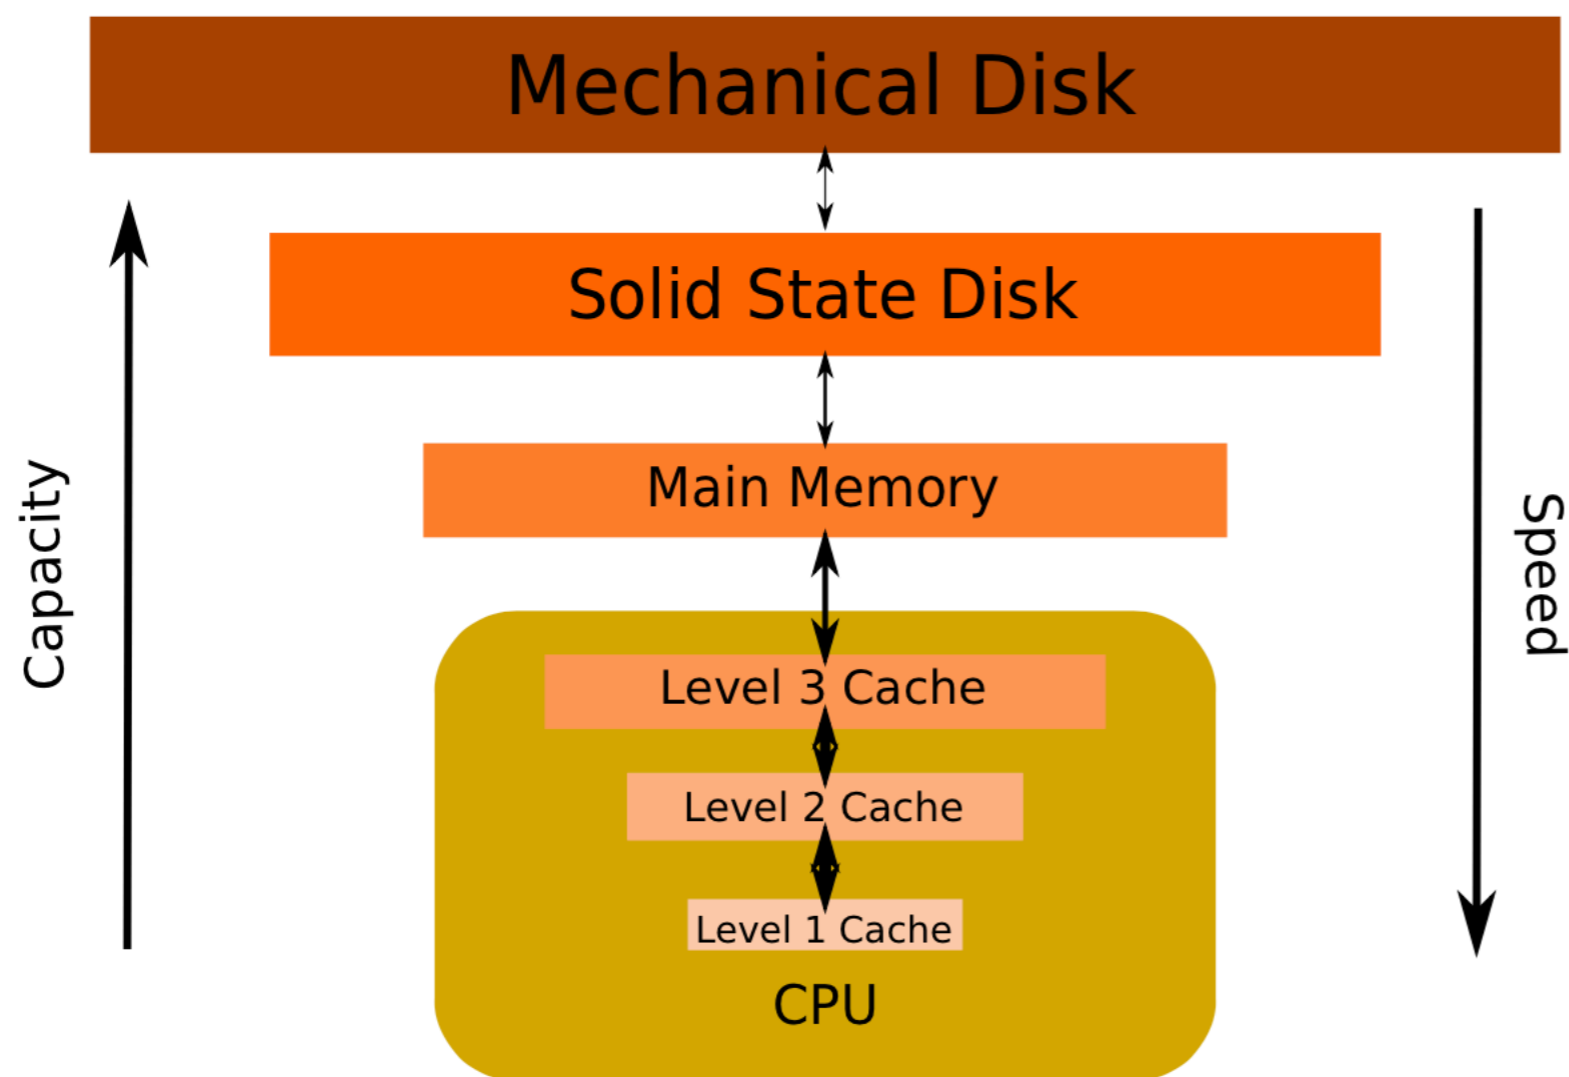 Mechanical Disk
Solid State Disk
Main Memory
Capacity
Speed
Level 3 Cache
Level 2 Cache
Level 1 Cache
CPU